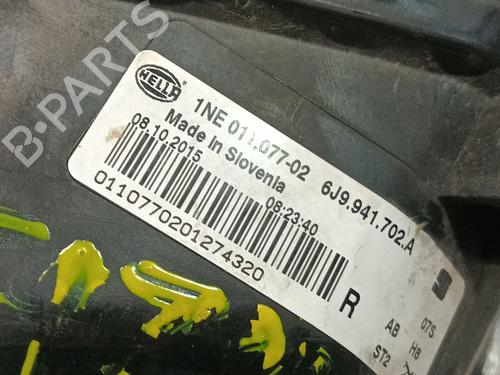 B-PARTS
HELLA
1NE 011.077-02 6J9.941.702.A
Made in Slovenia
08.10.2015 08:23:40
0110770201274320
R
AB H8 07S
ST2